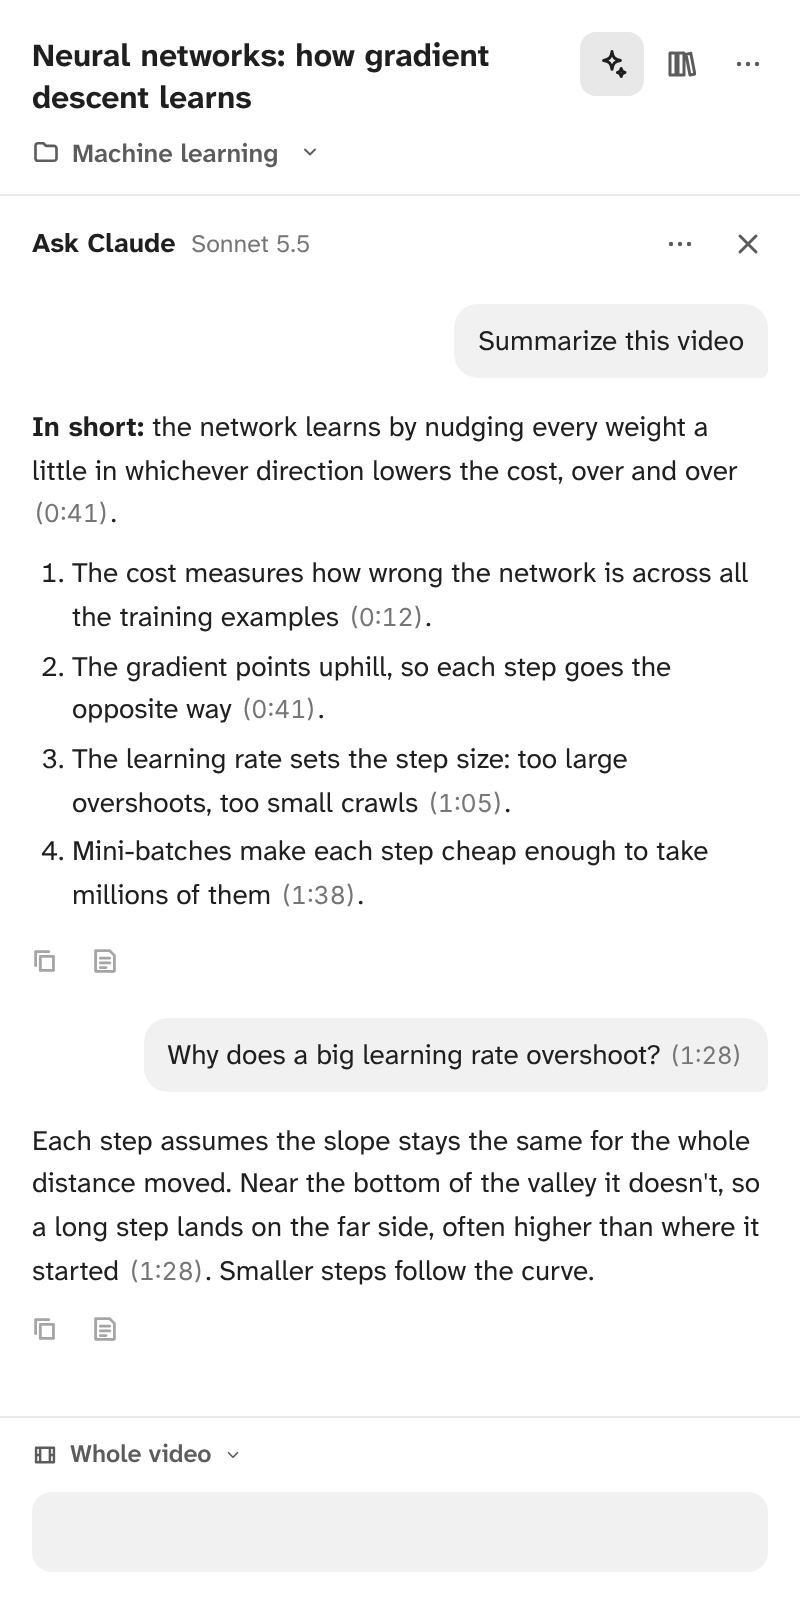 Neural networks: how gradient
descent learns
Machine learning
Ask Claude Sonnet 5.5
Summarize this video
In short: the network learns by nudging every weight a
little in whichever direction lowers the cost, over and over
(0:41).
1. The cost measures how wrong the network is across all
the training examples (0:12).
2. The gradient points uphill, so each step goes the
opposite way (0:41).
3. The learning rate sets the step size: too large
overshoots, too small crawls (1:05).
4. Mini-batches make each step cheap enough to take
millions of them (1:38).
Why does a big learning rate overshoot? (1:28)
Each step assumes the slope stays the same for the whole
distance moved. Near the bottom of the valley it doesn't, so
a long step lands on the far side, often higher than where it
started (1:28). Smaller steps follow the curve.
Whole video